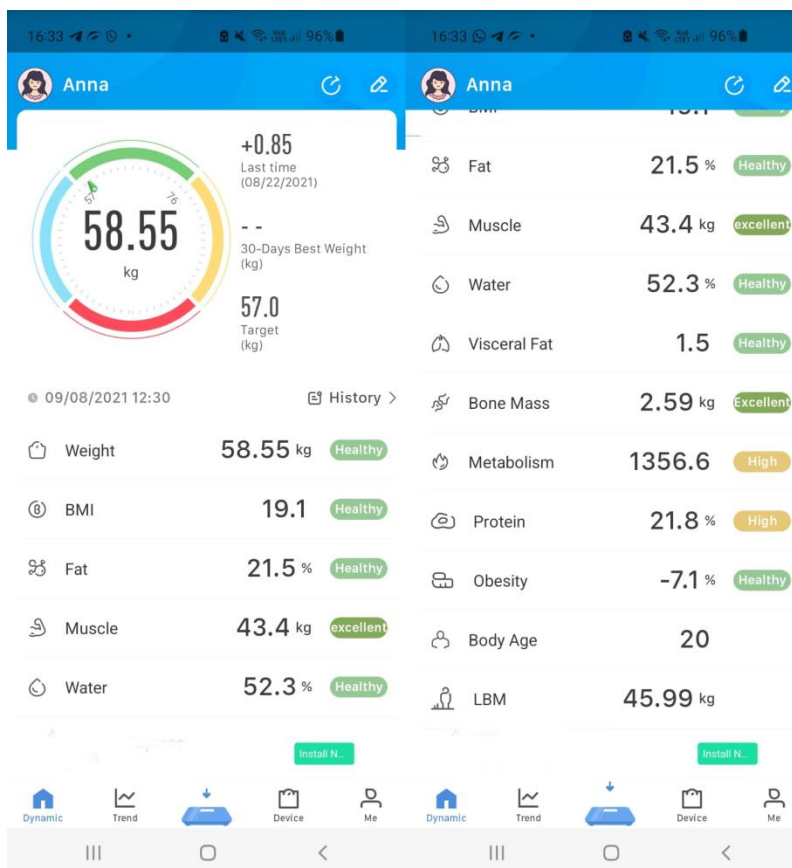 16:33 96%
Anna
+0.85
Last time
(08/22/2021)
57 76
58.55
kg
- -
30-Days Best Weight
(kg)
57.0
Target
(kg)
09/08/2021 12:30 History >
Weight 58.55 kg Healthy
BMI 19.1 Healthy
Fat 21.5 % Healthy
Muscle 43.4 kg excellent
Water 52.3 % Healthy
Install N...
Dynamic Trend Device Me
16:33 96%
Anna
Fat 21.5 % Healthy
Muscle 43.4 kg excellent
Water 52.3 % Healthy
Visceral Fat 1.5 Healthy
Bone Mass 2.59 kg Excellent
Metabolism 1356.6 High
Protein 21.8 % High
Obesity -7.1 % Healthy
Body Age 20
LBM 45.99 kg
Install N...
Dynamic Trend Device Me